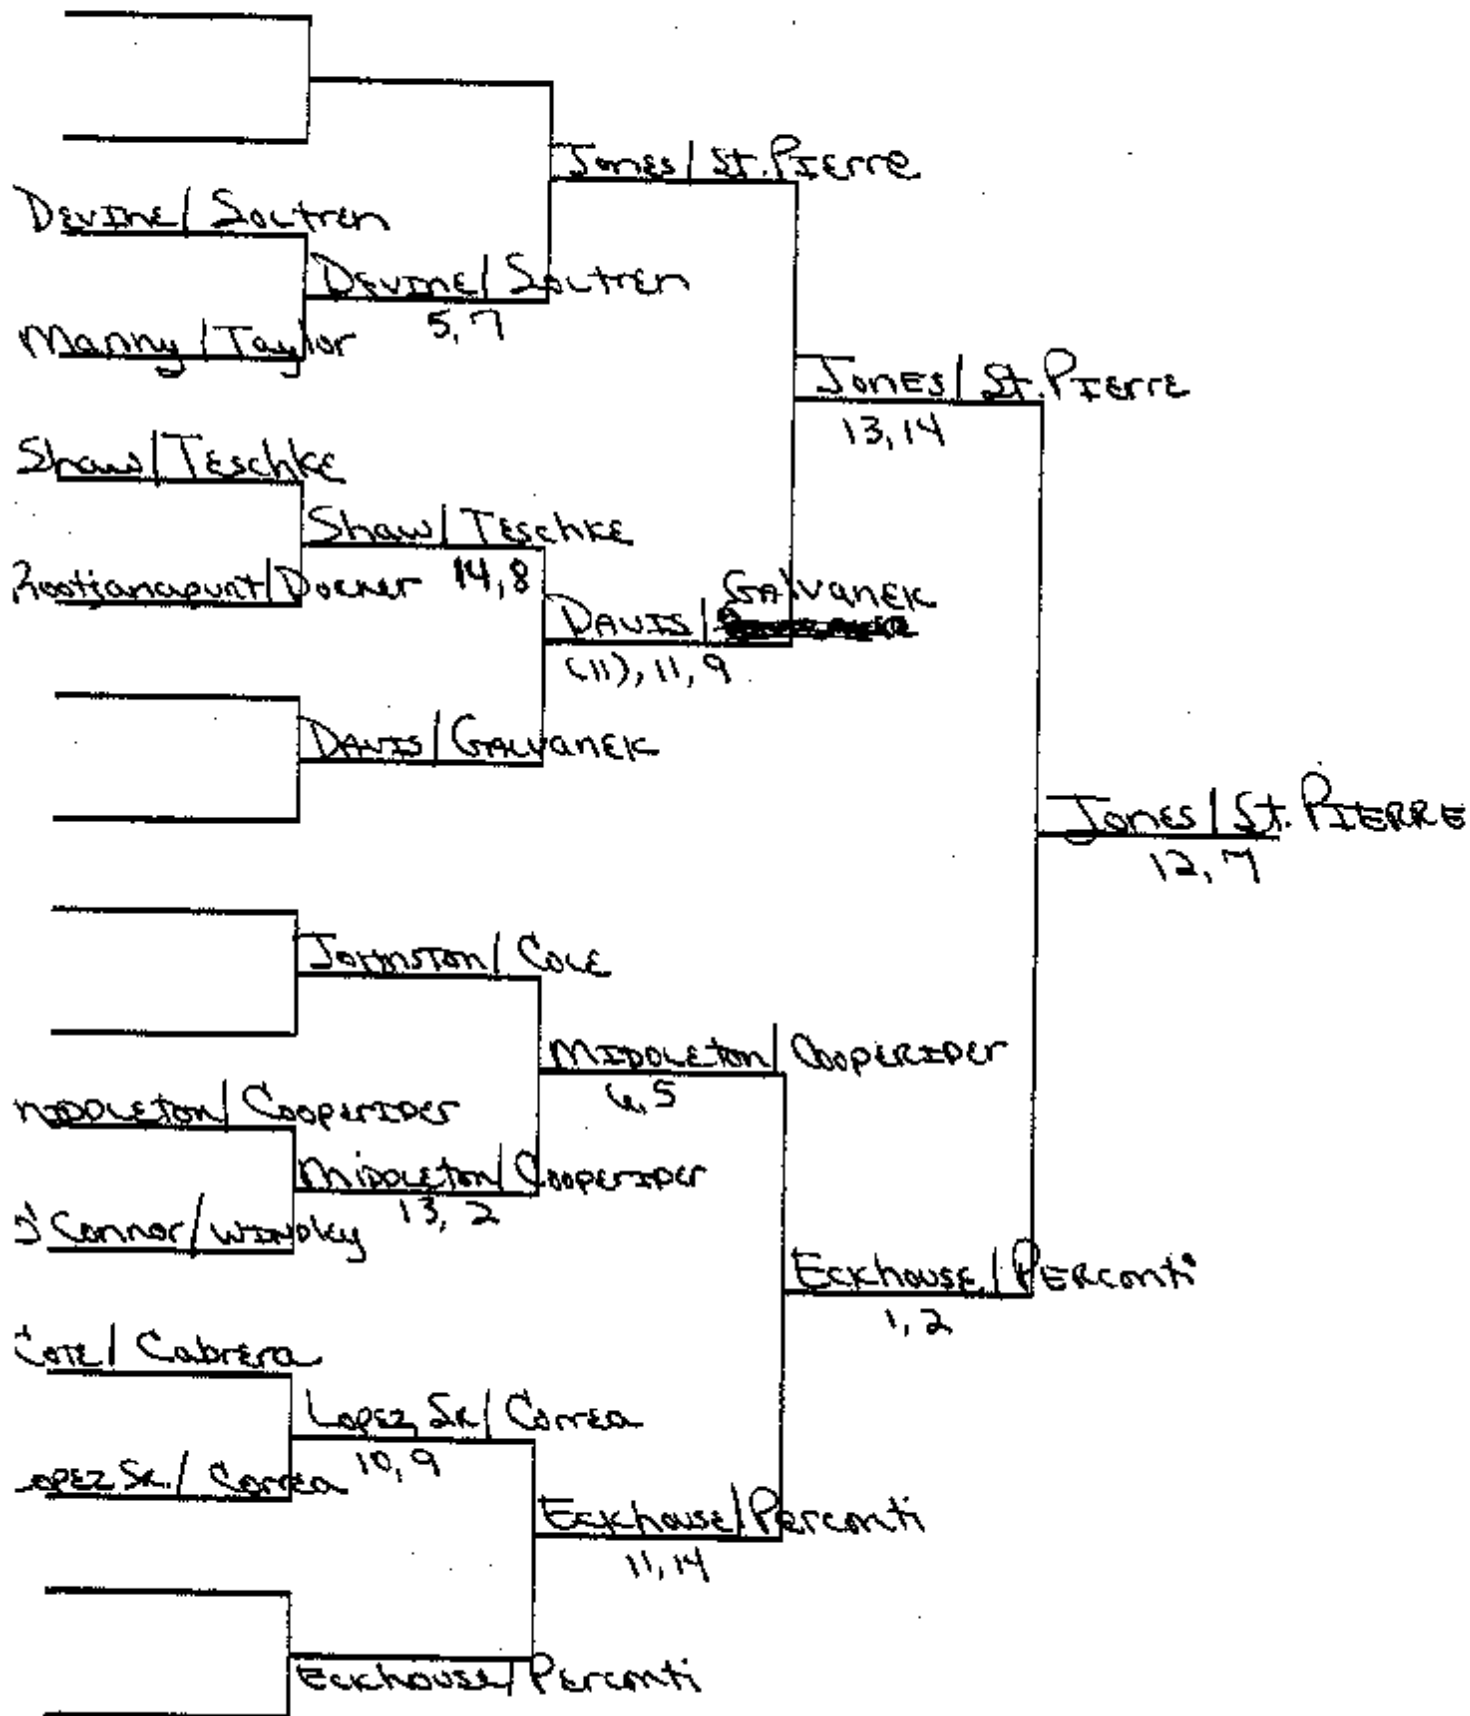 Jones / St. Pierre
Devine / Soltren
Devine / Soltren
5, 7
Manny / Taylor
Jones / St. Pierre
13, 14
Shaw / Teschke
Shaw / Teschke
14, 8
Rootjanapunt / Dorner
Galvanek
Davis /
(11), 11, 9
Davis / Galvanek
Jones / St. Pierre
12, 7
Johnston / Cole
Middleton / Cooperider
6, 5
Middleton / Cooperider
Middleton / Cooperider
13, 2
O'Connor / Windky
Eckhouse / Perconti
1, 2
Cote / Cabrera
Lopez Sr / Correa
10, 9
Lopez Sr. / Correa
Eckhouse / Perconti
11, 14
Eckhouse / Perconti